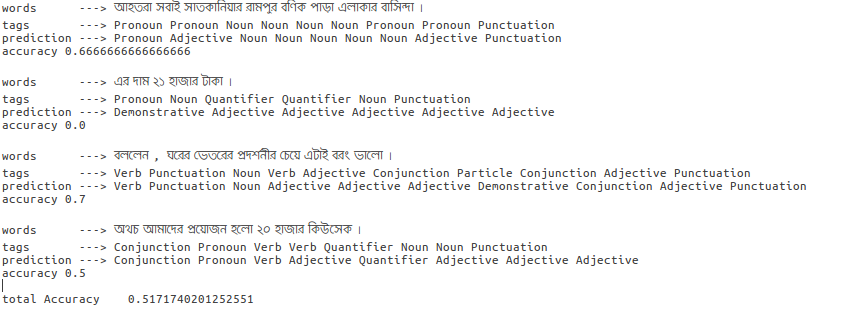 words ---> আহতরা সবাই সাতকানিয়ার রামপুর বণিক পাড়া এলাকার বাসিন্দা ।
tags ---> Pronoun Pronoun Noun Noun Noun Noun Pronoun Pronoun Punctuation
prediction ---> Pronoun Adjective Noun Noun Noun Noun Noun Adjective Punctuation
accuracy 0.6666666666666666
words ---> এর দাম ২১ হাজার টাকা ।
tags ---> Pronoun Noun Quantifier Quantifier Noun Punctuation
prediction ---> Demonstrative Adjective Adjective Adjective Adjective Adjective
accuracy 0.0
words ---> বললেন , ঘরের ভেতরের প্রদর্শনীর চেয়ে এটাই বরং ভালো ।
tags ---> Verb Punctuation Noun Verb Adjective Conjunction Particle Conjunction Adjective Punctuation
prediction ---> Verb Punctuation Noun Adjective Adjective Adjective Demonstrative Conjunction Adjective Punctuation
accuracy 0.7
words ---> অথচ আমাদের প্রয়োজন হলো ২০ হাজার কিউসেক ।
tags ---> Conjunction Pronoun Verb Verb Quantifier Noun Noun Punctuation
prediction ---> Conjunction Pronoun Verb Adjective Quantifier Adjective Adjective Adjective
accuracy 0.5
total Accuracy 0.5171740201252551